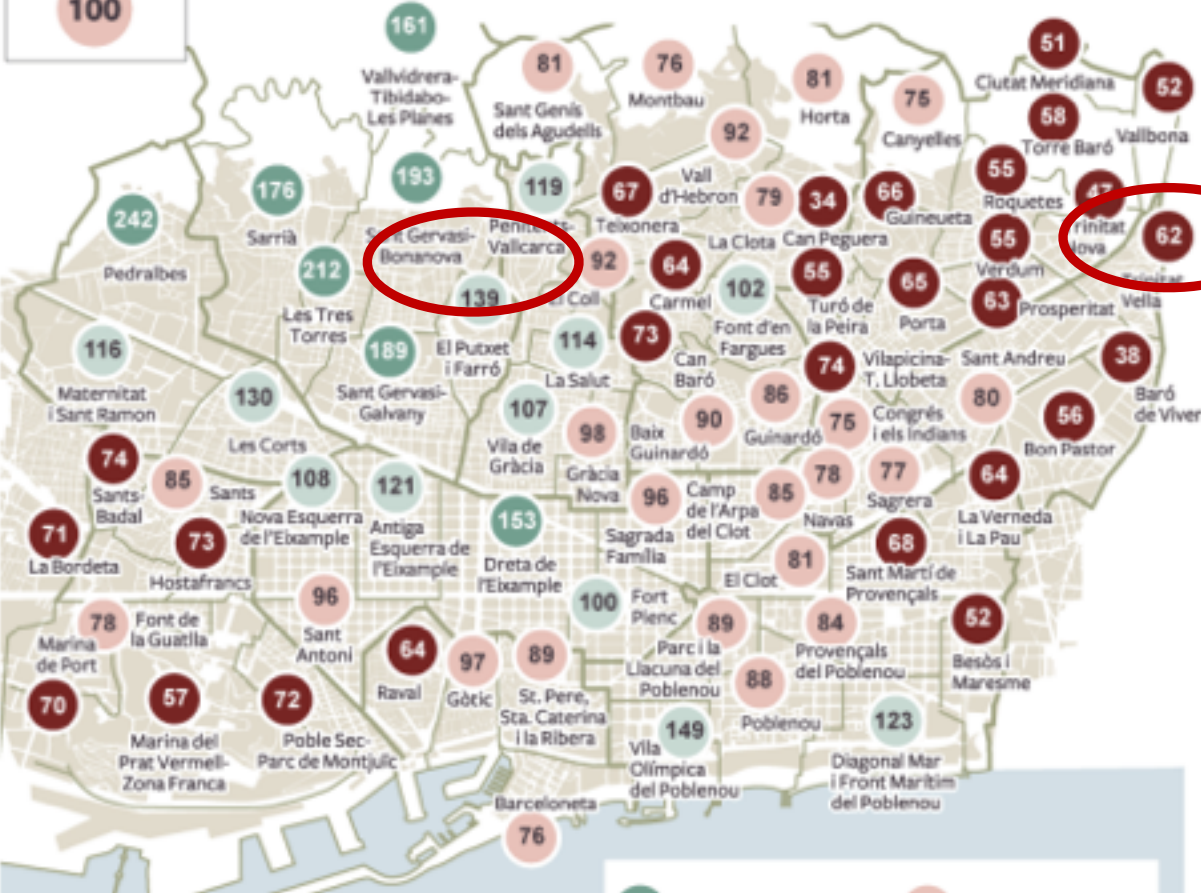 100
161
Vallvidrera-
Tibidabo-
Les Planes
81
Sant Genís
dels Agudells
76
Montbau
81
Horta
75
Canyelles
51
Ciutat Meridiana
52
Vallbona
58
Torre Baró
92
Vall
d'Hebron
176
Sarrià
193
Sant Gervasi-
Bonanova
119
Penitents-
Vallcarca
67
Teixonera
79
La Clota
34
Can Peguera
66
Guineueta
55
Roquetes
47
Trinitat
Nova
62
Trinitat
Vella
242
Pedralbes
212
Les Tres
Torres
139
El Putxet
i Farró
92
El Coll
64
Carmel
102
Font d'en
Fargues
55
Turó de
la Peira
65
Porta
55
Verdum
63
Prosperitat
116
Maternitat
i Sant Ramon
130
Les Corts
189
Sant Gervasi-
Galvany
114
La Salut
73
Can
Baró
74
Vilapicina-
T. Llobeta
Sant Andreu
80
38
Baró
de Viver
107
Vila de
Gràcia
98
Gràcia
Nova
90
Baix
Guinardó
86
Guinardó
75
Congrés
i els Indians
56
Bon Pastor
74
Sants-
Badal
85
Sants
108
Nova Esquerra
de l'Eixample
121
Antiga
Esquerra de
l'Eixample
153
Dreta de
l'Eixample
96
Sagrada
Família
Camp
de l'Arpa
del Clot
85
78
Navas
77
Sagrera
64
La Verneda
i La Pau
71
La Bordeta
73
Hostafrancs
81
El Clot
68
Sant Martí de
Provençals
96
Sant
Antoni
100
Fort
Pienc
89
Parc i la
Llacuna del
Poblenou
84
Provençals
del Poblenou
52
Besòs i
Maresme
78
Font de
la Guatlla
Marina
de Port
70
57
Marina del
Prat Vermell-
Zona Franca
72
Poble Sec-
Parc de Montjuïc
64
Raval
97
Gòtic
89
St. Pere,
Sta. Caterina
i la Ribera
88
Poblenou
149
Vila
Olímpica
del Poblenou
123
Diagonal Mar
i Front Marítim
del Poblenou
Barceloneta
76